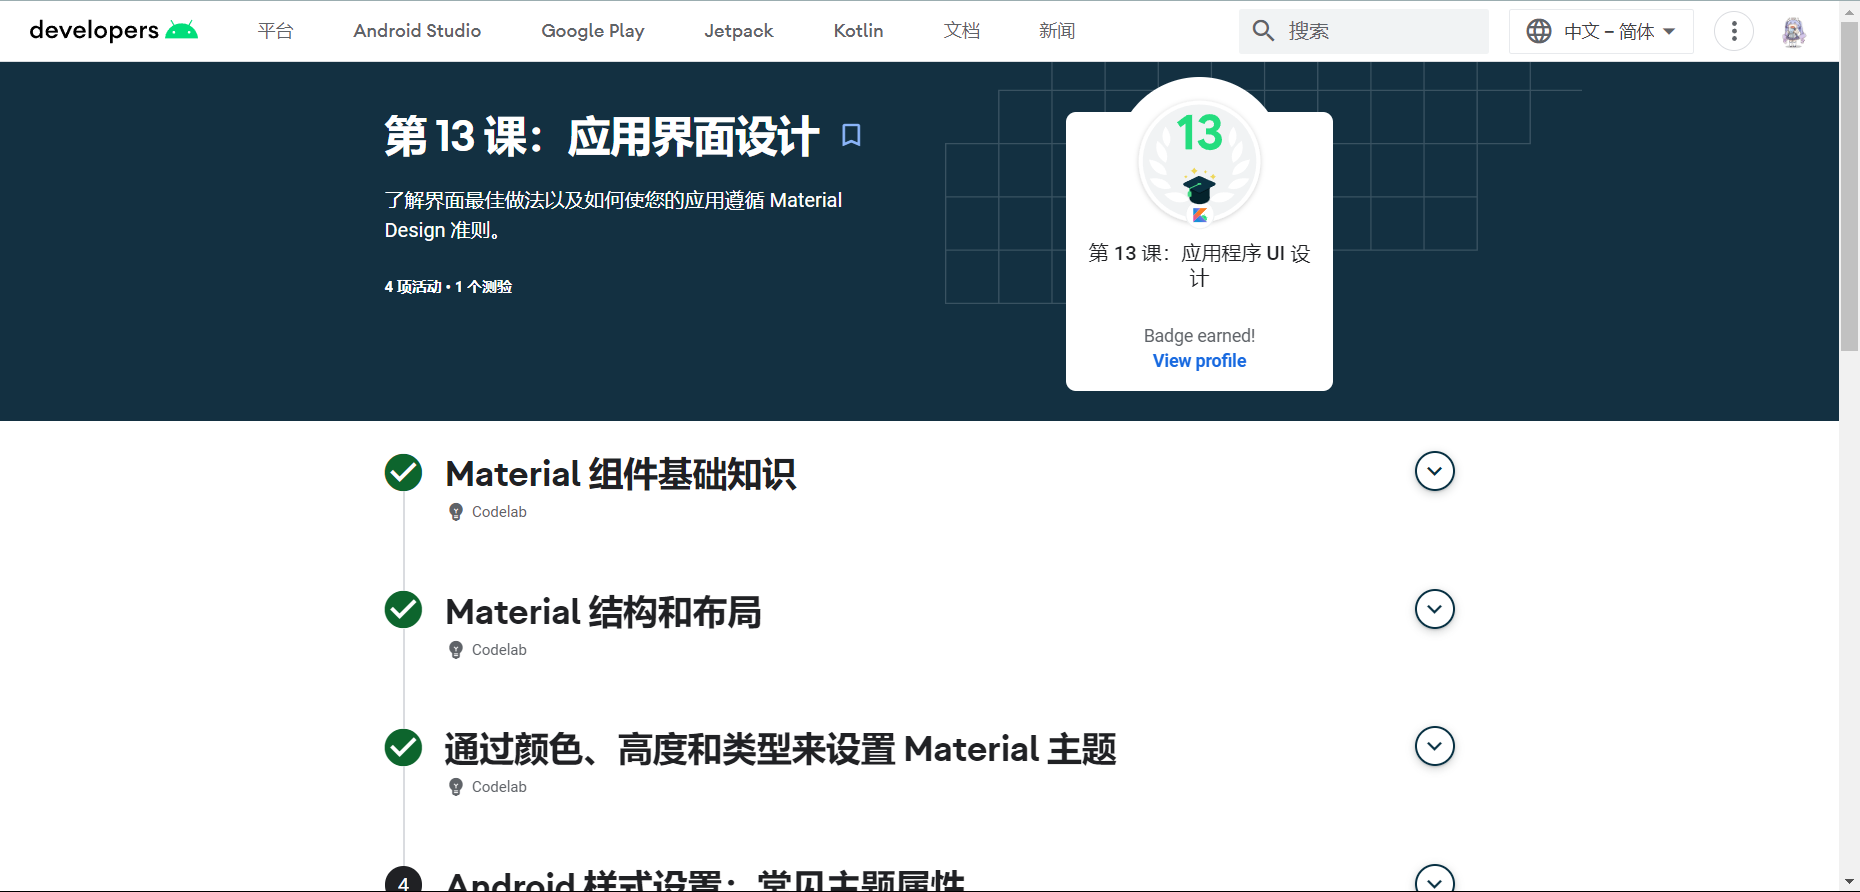 developers
平台
Android Studio
Google Play
Jetpack
Kotlin
文档
新闻
搜索
中文 – 简体
第 13 课：应用界面设计
了解界面最佳做法以及如何使您的应用遵循 Material
Design 准则。
4 项活动 • 1 个测验
13
第 13 课：应用程序 UI 设
计
Badge earned!
View profile
Material 组件基础知识
Codelab
Material 结构和布局
Codelab
通过颜色、高度和类型来设置 Material 主题
Codelab
4
Android 样式设置：常见主题属性